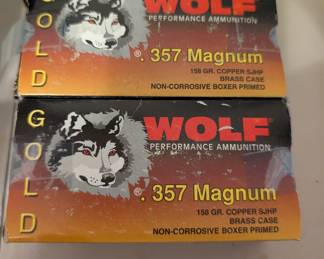 GOLD
WOLF
PERFORMANCE AMMUNITION
®
. 357 Magnum
158 GR. COPPER SJHP
BRASS CASE
NON-CORROSIVE BOXER PRIMED
GOLD
WOLF®
PERFORMANCE AMMUNITION
®
. 357 Magnum
158 GR. COPPER SJHP
BRASS CASE
NON-CORROSIVE BOXER PRIMED